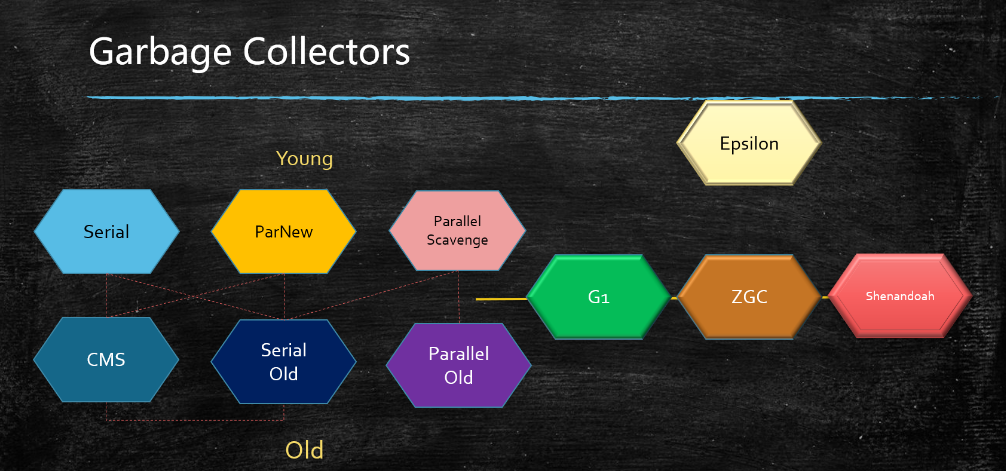 Garbage Collectors
Epsilon
Young
Serial
ParNew
Parallel
Scavenge
G1
ZGC
Shenandoah
CMS
Serial
Old
Parallel
Old
Old